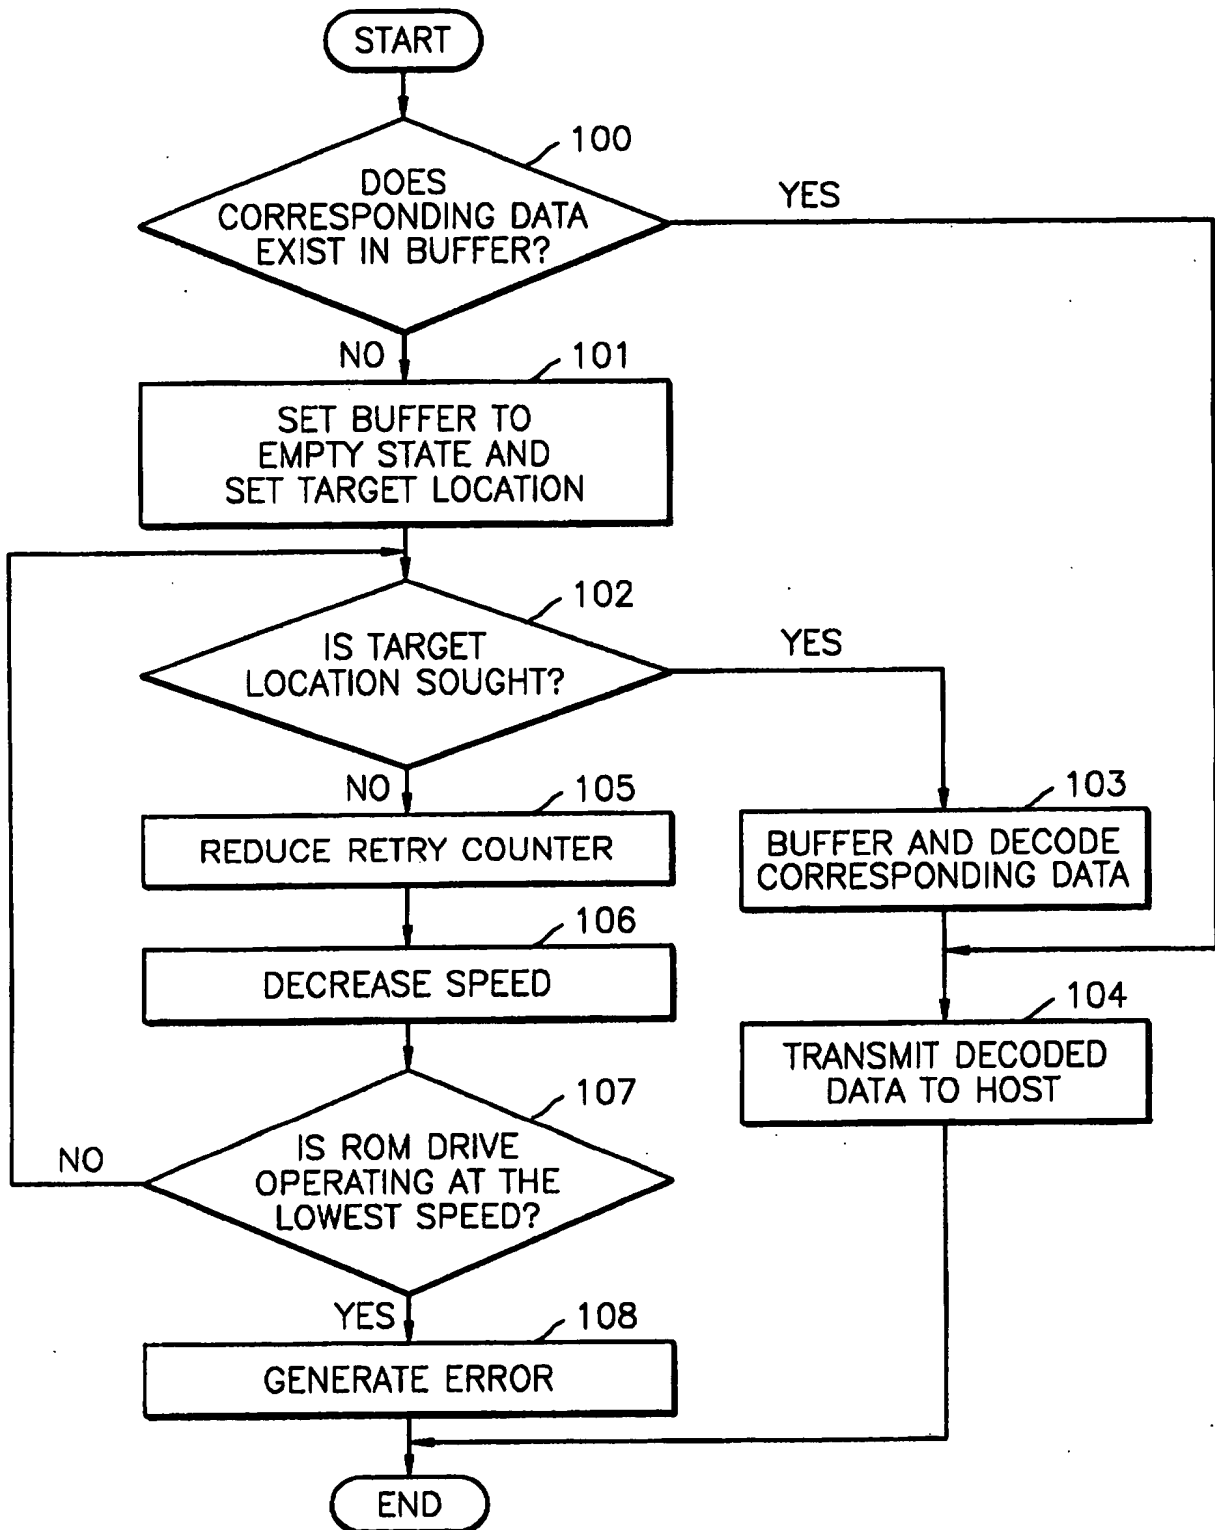 START
100
DOES
CORRESPONDING DATA
EXIST IN BUFFER?
YES
NO
101
SET BUFFER TO
EMPTY STATE AND
SET TARGET LOCATION
102
IS TARGET
LOCATION SOUGHT?
YES
NO
105
REDUCE RETRY COUNTER
103
BUFFER AND DECODE
CORRESPONDING DATA
106
DECREASE SPEED
104
TRANSMIT DECODED
DATA TO HOST
107
IS ROM DRIVE
OPERATING AT THE
LOWEST SPEED?
NO
YES
108
GENERATE ERROR
END